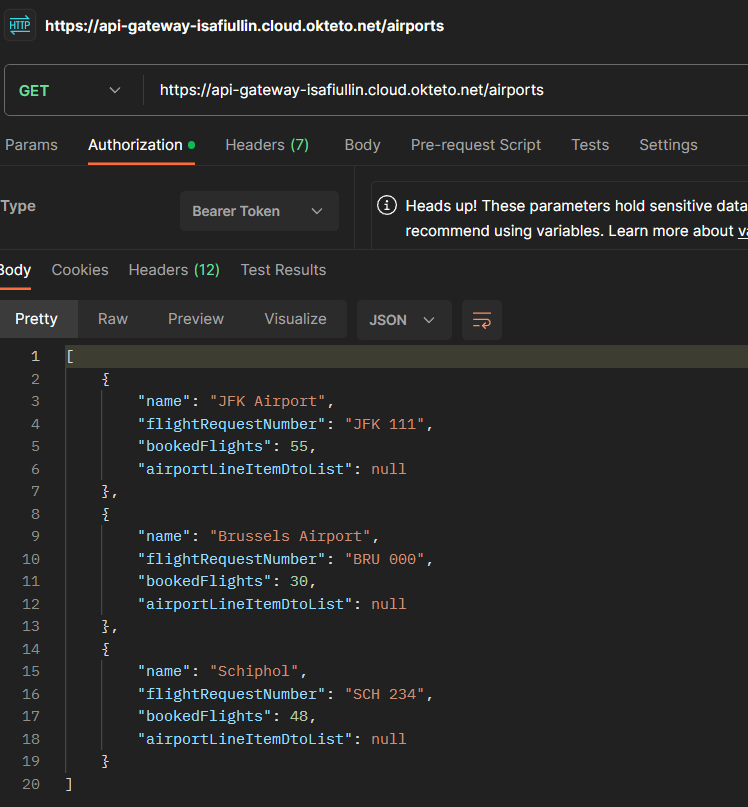 HTTP https://api-gateway-isafiullin.cloud.okteto.net/airports
GET https://api-gateway-isafiullin.cloud.okteto.net/airports
Params Authorization Headers (7) Body Pre-request Script Tests Settings
Type Bearer Token
Heads up! These parameters hold sensitive data
recommend using variables. Learn more about va
Body Cookies Headers (12) Test Results
Pretty Raw Preview Visualize JSON
1 [
2 {
3 "name": "JFK Airport",
4 "flightRequestNumber": "JFK 111",
5 "bookedFlights": 55,
6 "airportLineItemDtoList": null
7 },
8 {
9 "name": "Brussels Airport",
10 "flightRequestNumber": "BRU 000",
11 "bookedFlights": 30,
12 "airportLineItemDtoList": null
13 },
14 {
15 "name": "Schiphol",
16 "flightRequestNumber": "SCH 234",
17 "bookedFlights": 48,
18 "airportLineItemDtoList": null
19 }
20 ]